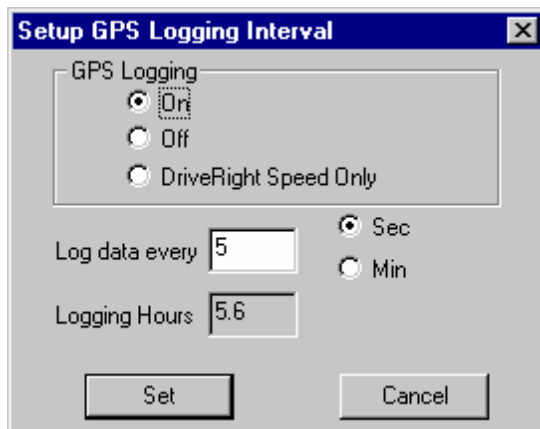 Setup GPS Logging Interval
GPS Logging
On
Off
DriveRight Speed Only
Log data every 5
Sec
Min
Logging Hours 5.6
Set Cancel